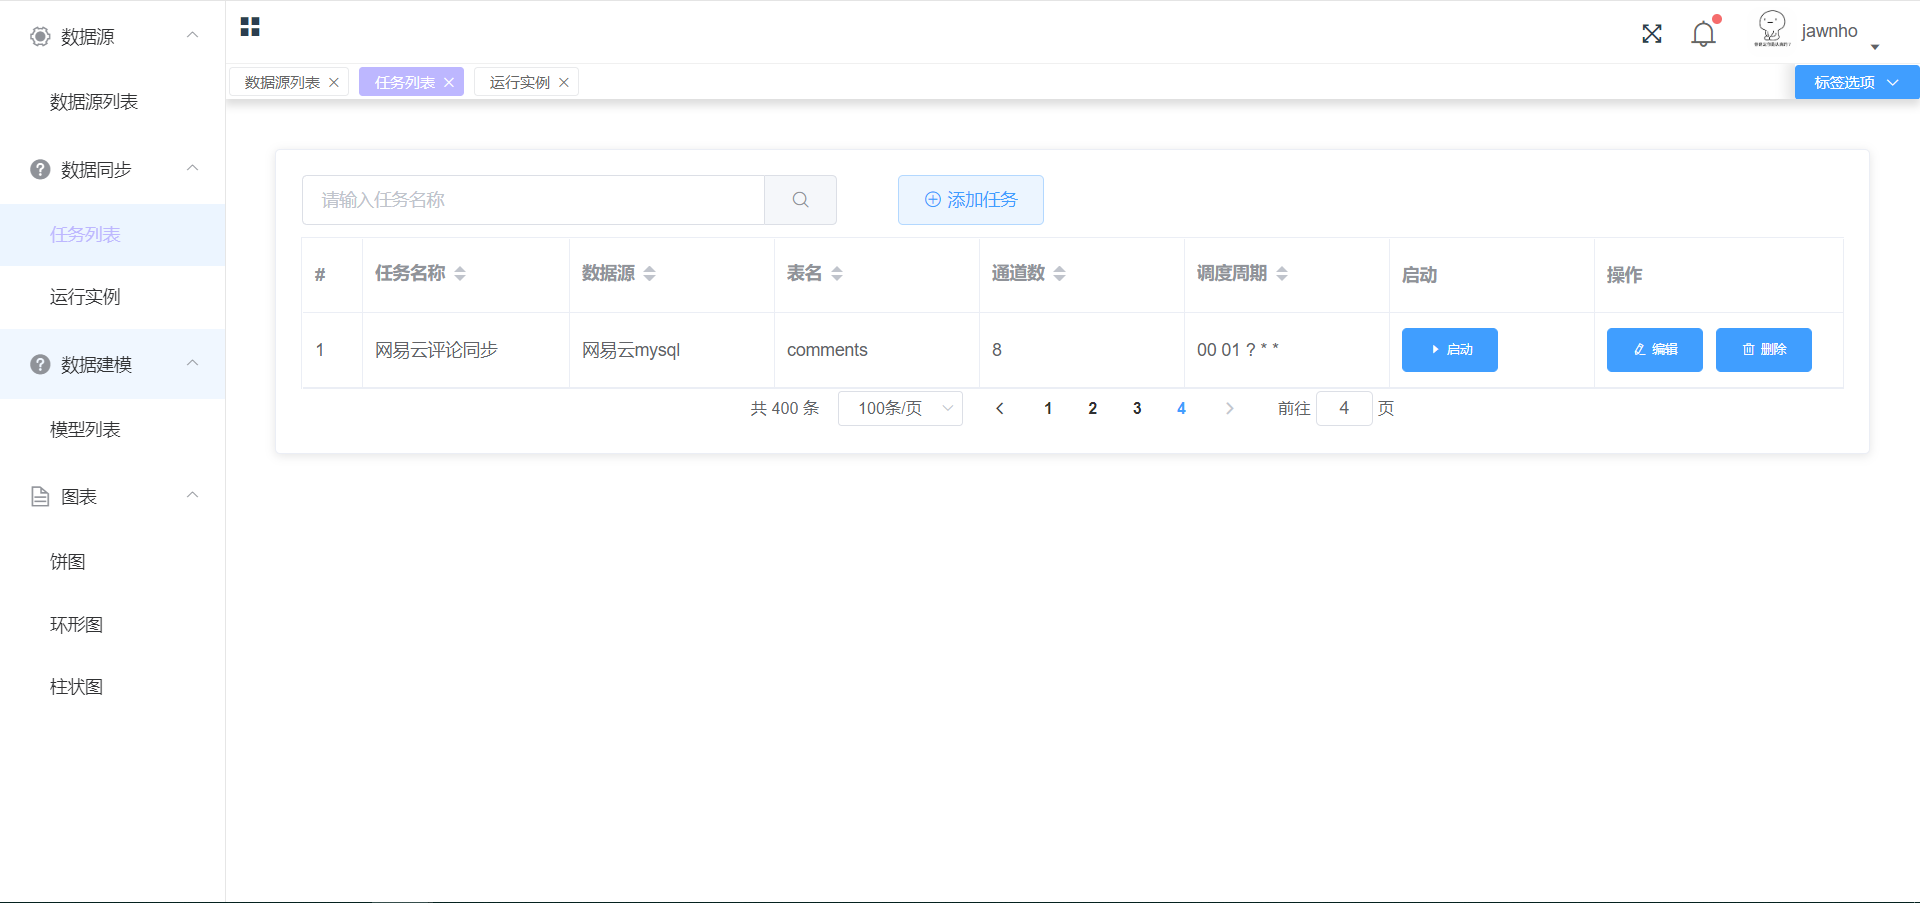 数据源
数据源列表
数据同步
任务列表
运行实例
数据建模
模型列表
图表
饼图
环形图
柱状图
jawnho
数据源列表 任务列表 运行实例
标签选项
请输入任务名称
添加任务
# 任务名称 数据源 表名 通道数 调度周期 启动 操作
1 网易云评论同步 网易云mysql comments 8 00 01 ? * * 启动 编辑 删除
共 400 条 100条/页 1 2 3 4 前往 4 页